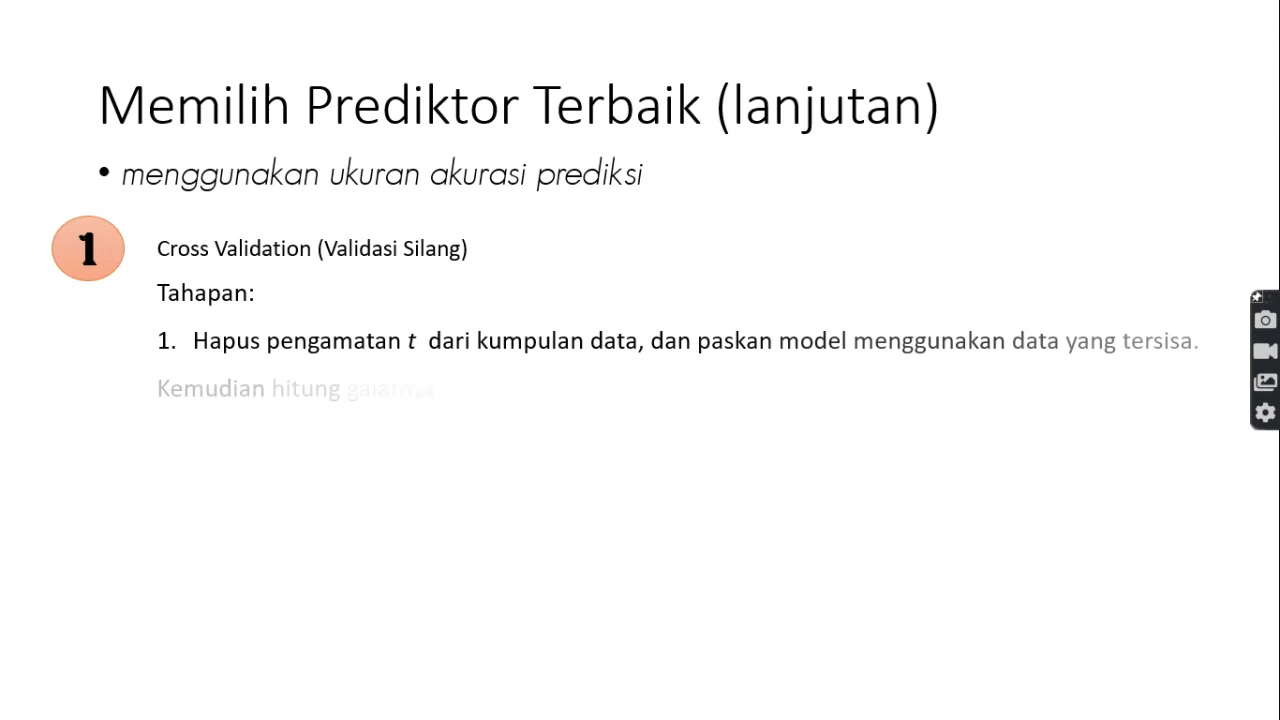 Memilih Prediktor Terbaik (lanjutan)
• menggunakan ukuran akurasi prediksi
1
Cross Validation (Validasi Silang)
Tahapan:
1. Hapus pengamatan t dari kumpulan data, dan paskan model menggunakan data yang tersisa.
Kemudian hitung